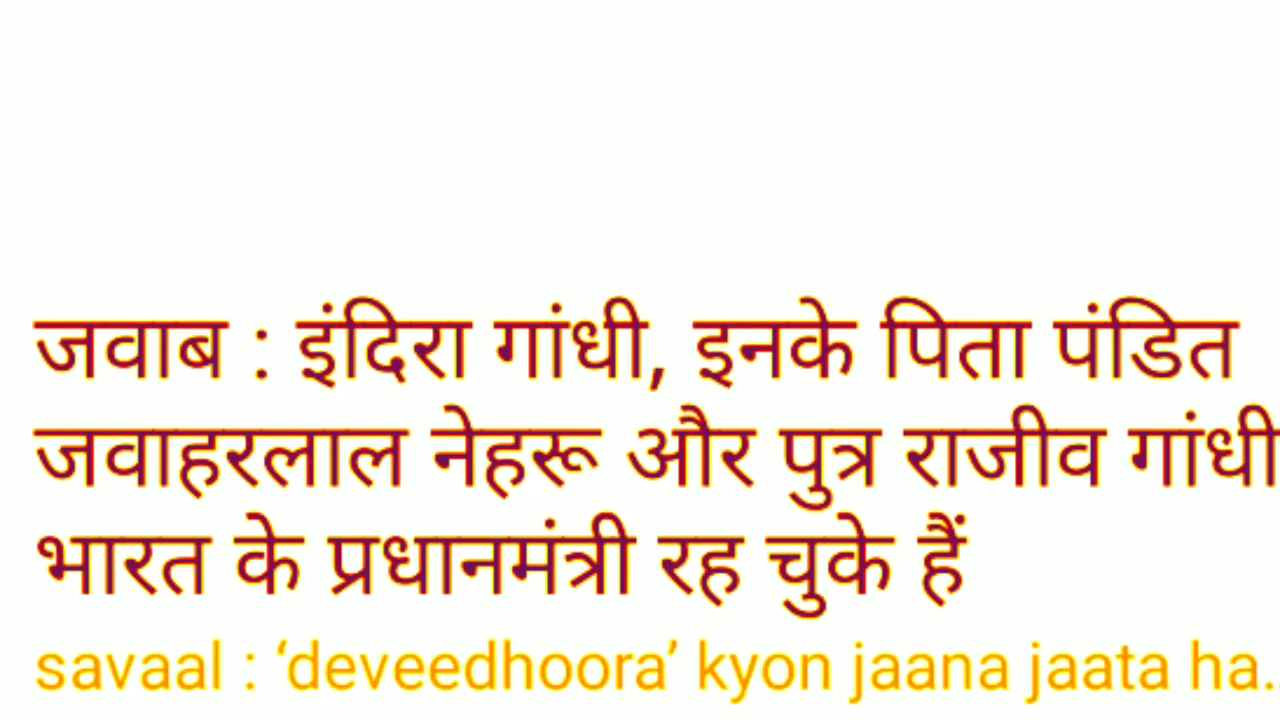 जवाब : इंदिरा गांधी, इनके पिता पंडित
जवाहरलाल नेहरू और पुत्र राजीव गांधी
भारत के प्रधानमंत्री रह चुके हैं
savaal : ‘deveedhoora’ kyon jaana jaata ha..